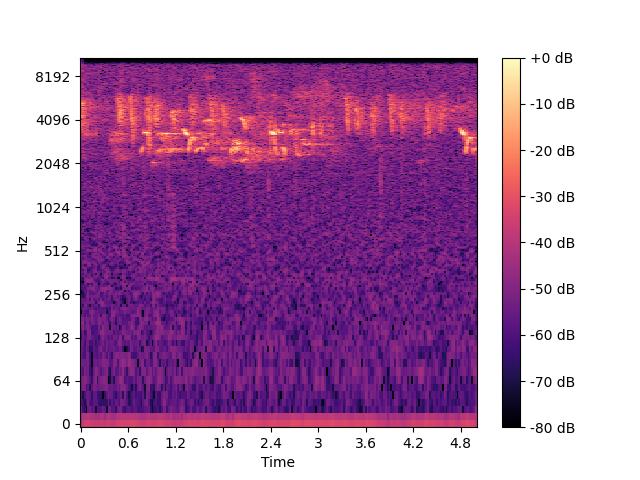 8192
4096
2048
1024
512
256
128
64
0
Hz
0 0.6 1.2 1.8 2.4 3 3.6 4.2 4.8
Time
+0 dB
-10 dB
-20 dB
-30 dB
-40 dB
-50 dB
-60 dB
-70 dB
-80 dB